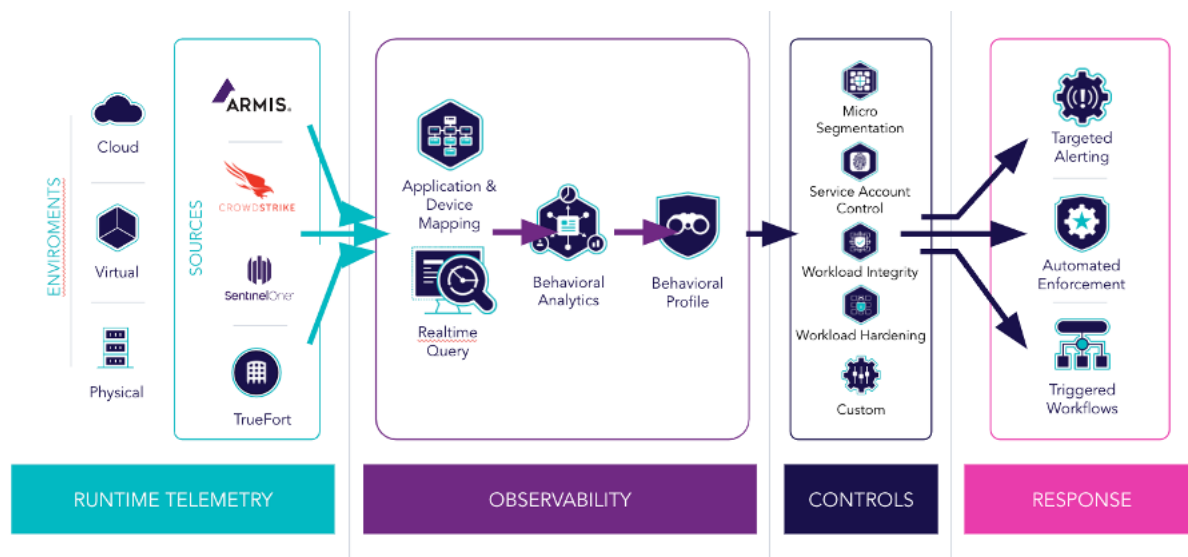 ENVIROMENTS
Cloud
Virtual
Physical
SOURCES
ARMIS.
CROWDSTRIKE
SentinelOne
TrueFort
Application &
Device
Mapping
Realtime
Query
Behavioral
Analytics
Behavioral
Profile
Micro
Segmentation
Service Account
Control
Workload Integrity
Workload Hardening
Custom
Targeted
Alerting
Automated
Enforcement
Triggered
Workflows
RUNTIME TELEMETRY
OBSERVABILITY
CONTROLS
RESPONSE